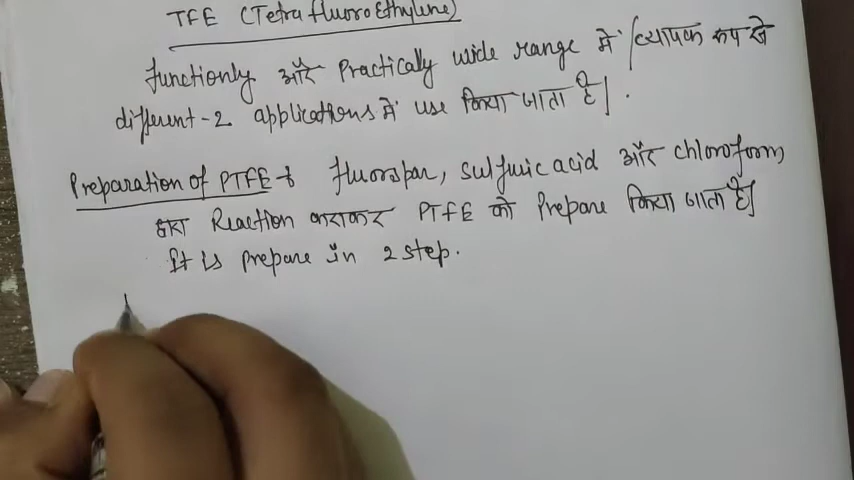 TFE (Tetra fluoro Ethylene)
functionly और Practically wide range में / व्यापक रूप से
different-2 applications में use किया जाता है|.
Preparation of PTFE :- fluorspar, Sulfuric acid और chloroform
द्वारा Reaction कराकर PTFE को Prepare किया जाता है|
It is prepare in 2 step.